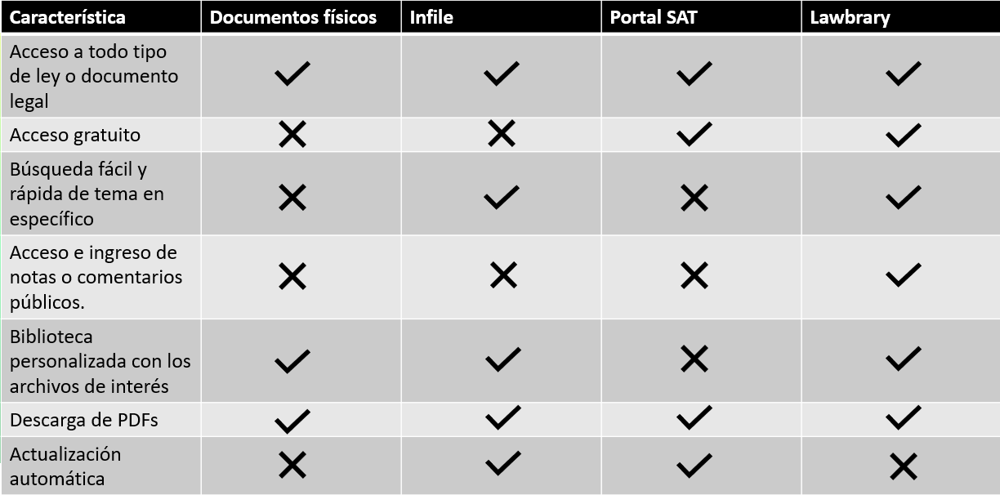 Característica Documentos físicos Infile Portal SAT Lawbrary
Acceso a todo tipo
de ley o documento
legal
Acceso gratuito
Búsqueda fácil y
rápida de tema en
específico
Acceso e ingreso de
notas o comentarios
públicos.
Biblioteca
personalizada con los
archivos de interés
Descarga de PDFs
Actualización
automática